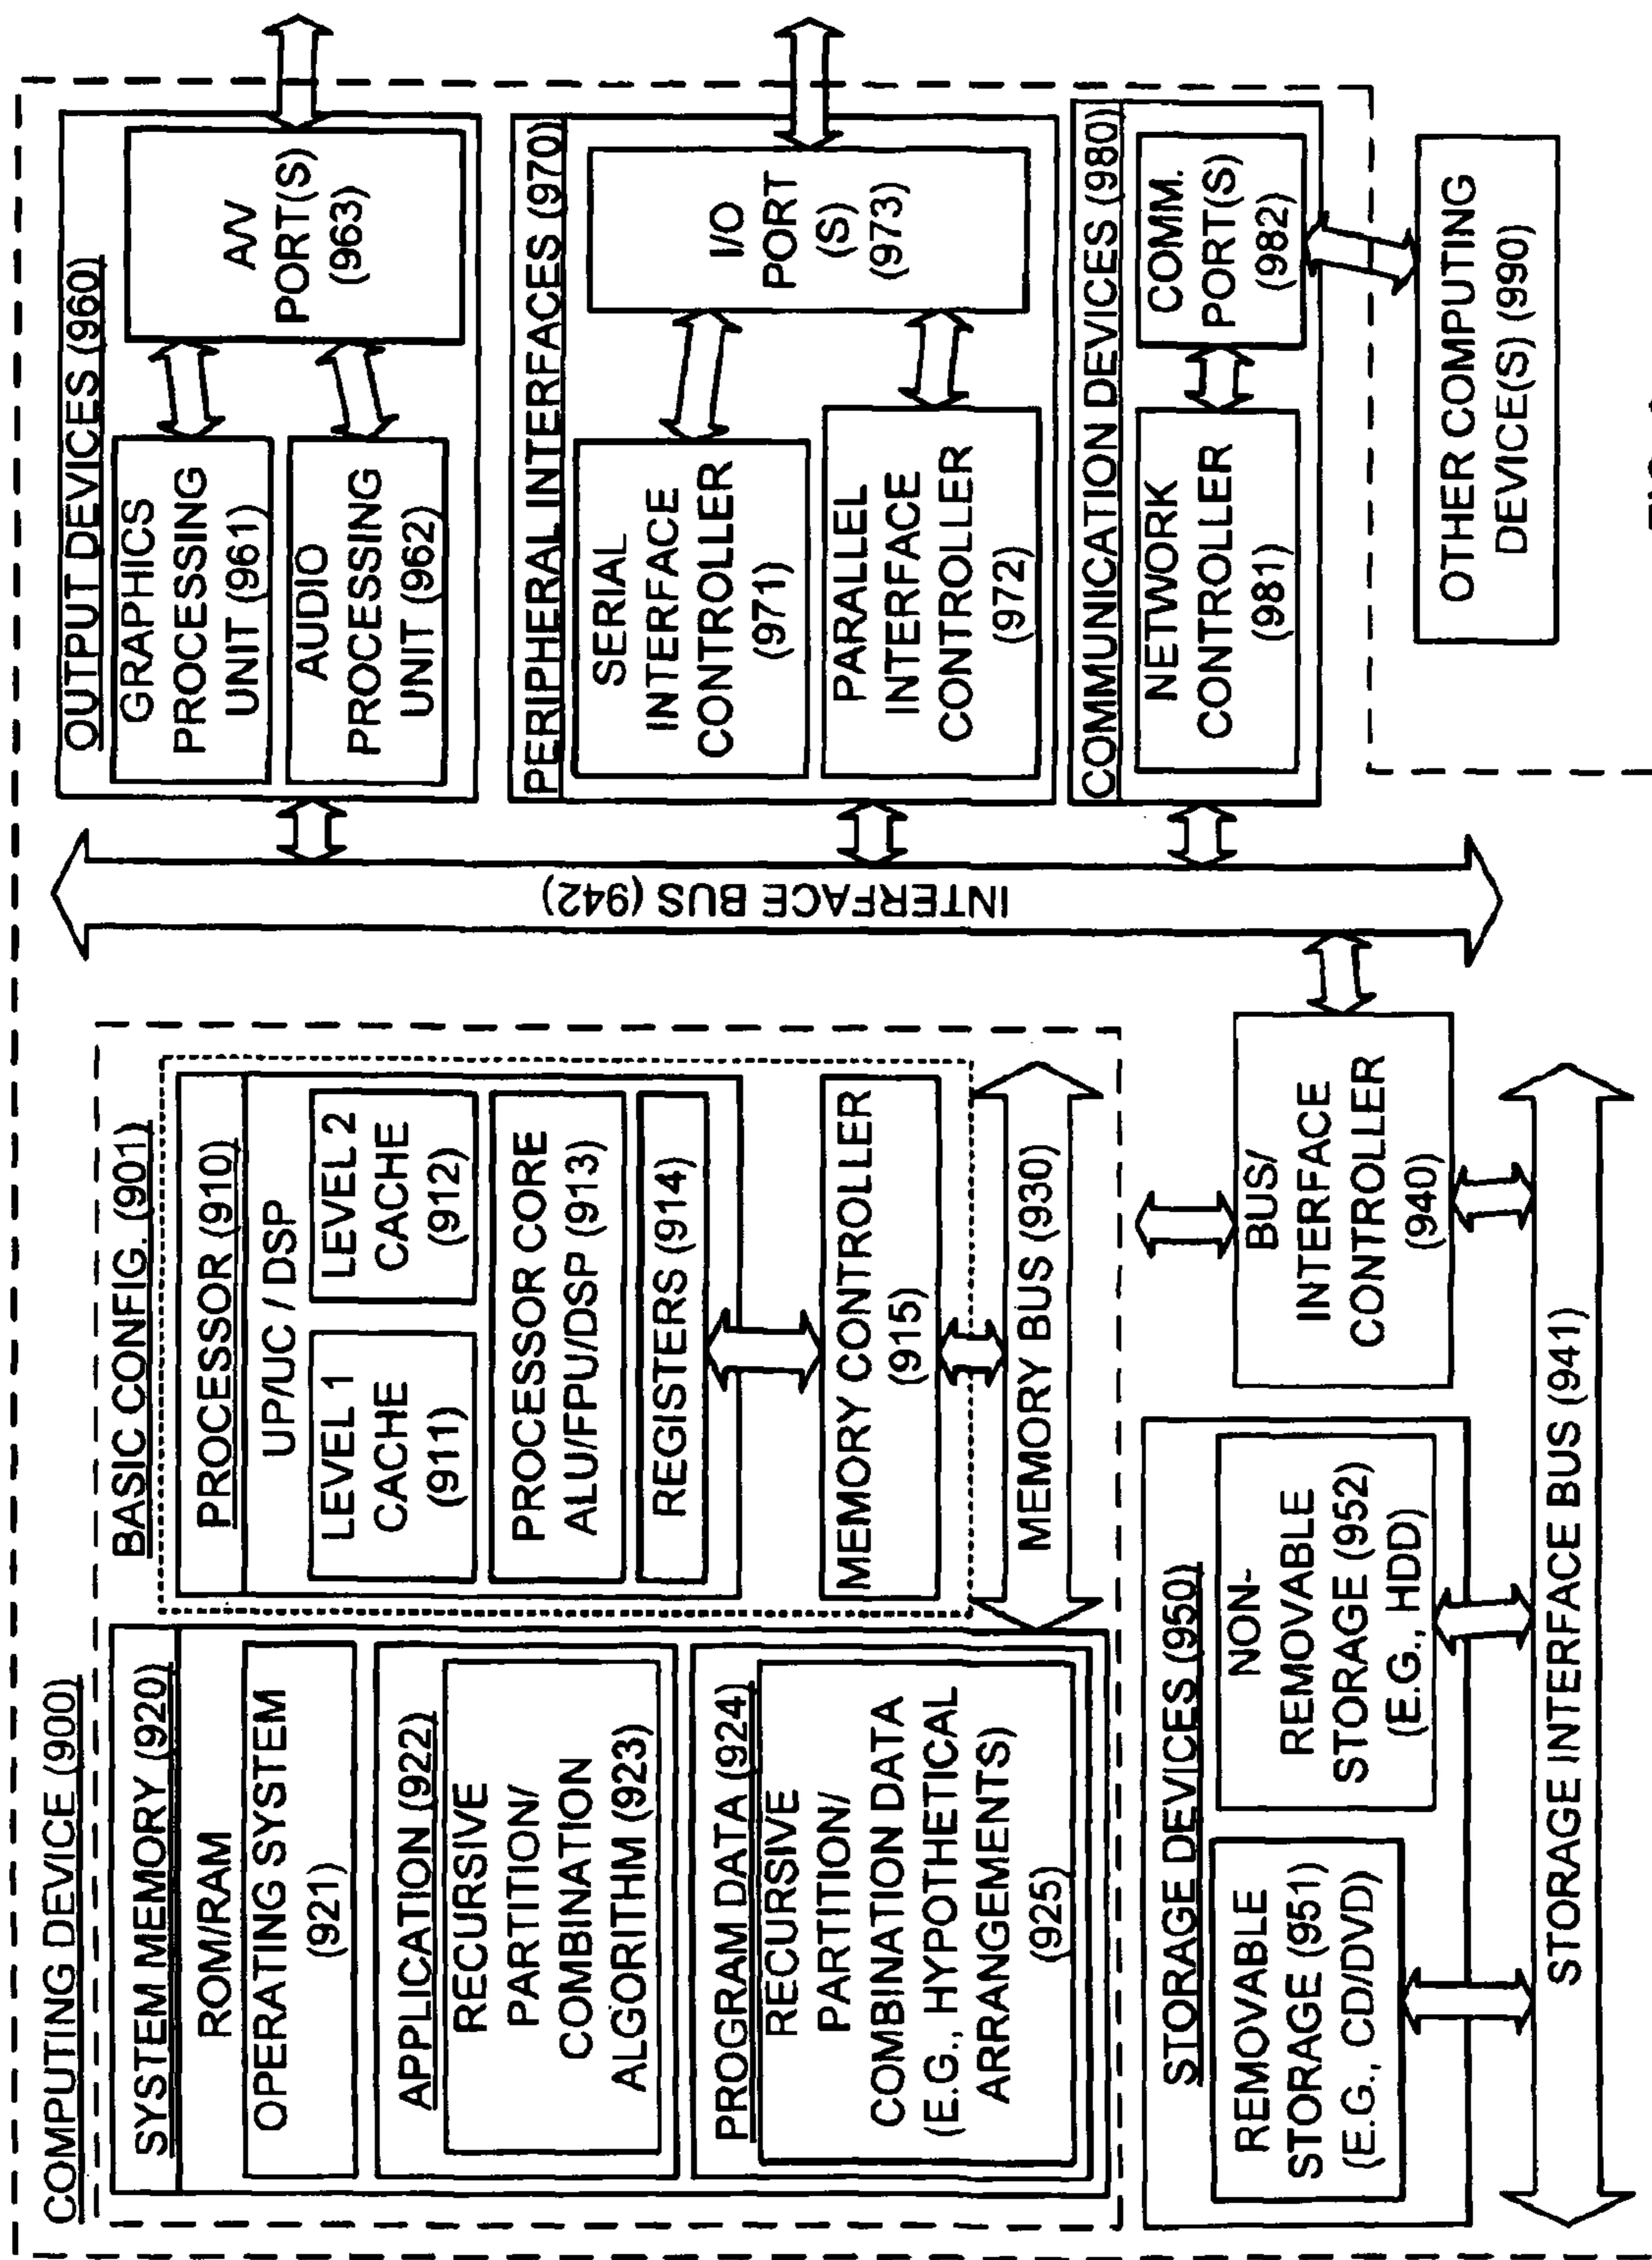 COMPUTING DEVICE (900)
BASIC CONFIG. (901)
SYSTEM MEMORY (920)
ROM/RAM
OPERATING SYSTEM
(921)
APPLICATION (922)
RECURSIVE
PARTITION/
COMBINATION
ALGORITHM (923)
PROGRAM DATA (924)
RECURSIVE
PARTITION/
COMBINATION DATA
(E.G., HYPOTHETICAL
ARRANGEMENTS)
(925)
PROCESSOR (910)
UP/UC / DSP
LEVEL 1
CACHE
(911)
LEVEL 2
CACHE
(912)
PROCESSOR CORE
ALU/FPU/DSP (913)
REGISTERS (914)
MEMORY CONTROLLER
(915)
MEMORY BUS (930)
STORAGE DEVICES (950)
REMOVABLE
STORAGE (951)
(E.G., CD/DVD)
NON-
REMOVABLE
STORAGE (952)
(E.G., HDD)
BUS/
INTERFACE
CONTROLLER
(940)
STORAGE INTERFACE BUS (941)
INTERFACE BUS (942)
OUTPUT DEVICES (960)
GRAPHICS
PROCESSING
UNIT (961)
AUDIO
PROCESSING
UNIT (962)
A/V
PORT(S)
(963)
PERIPHERAL INTERFACES (970)
SERIAL
INTERFACE
CONTROLLER
(971)
PARALLEL
INTERFACE
CONTROLLER
(972)
I/O
PORT
(S)
(973)
COMMUNICATION DEVICES (980)
NETWORK
CONTROLLER
(981)
COMM.
PORT(S)
(982)
OTHER COMPUTING
DEVICE(S) (990)